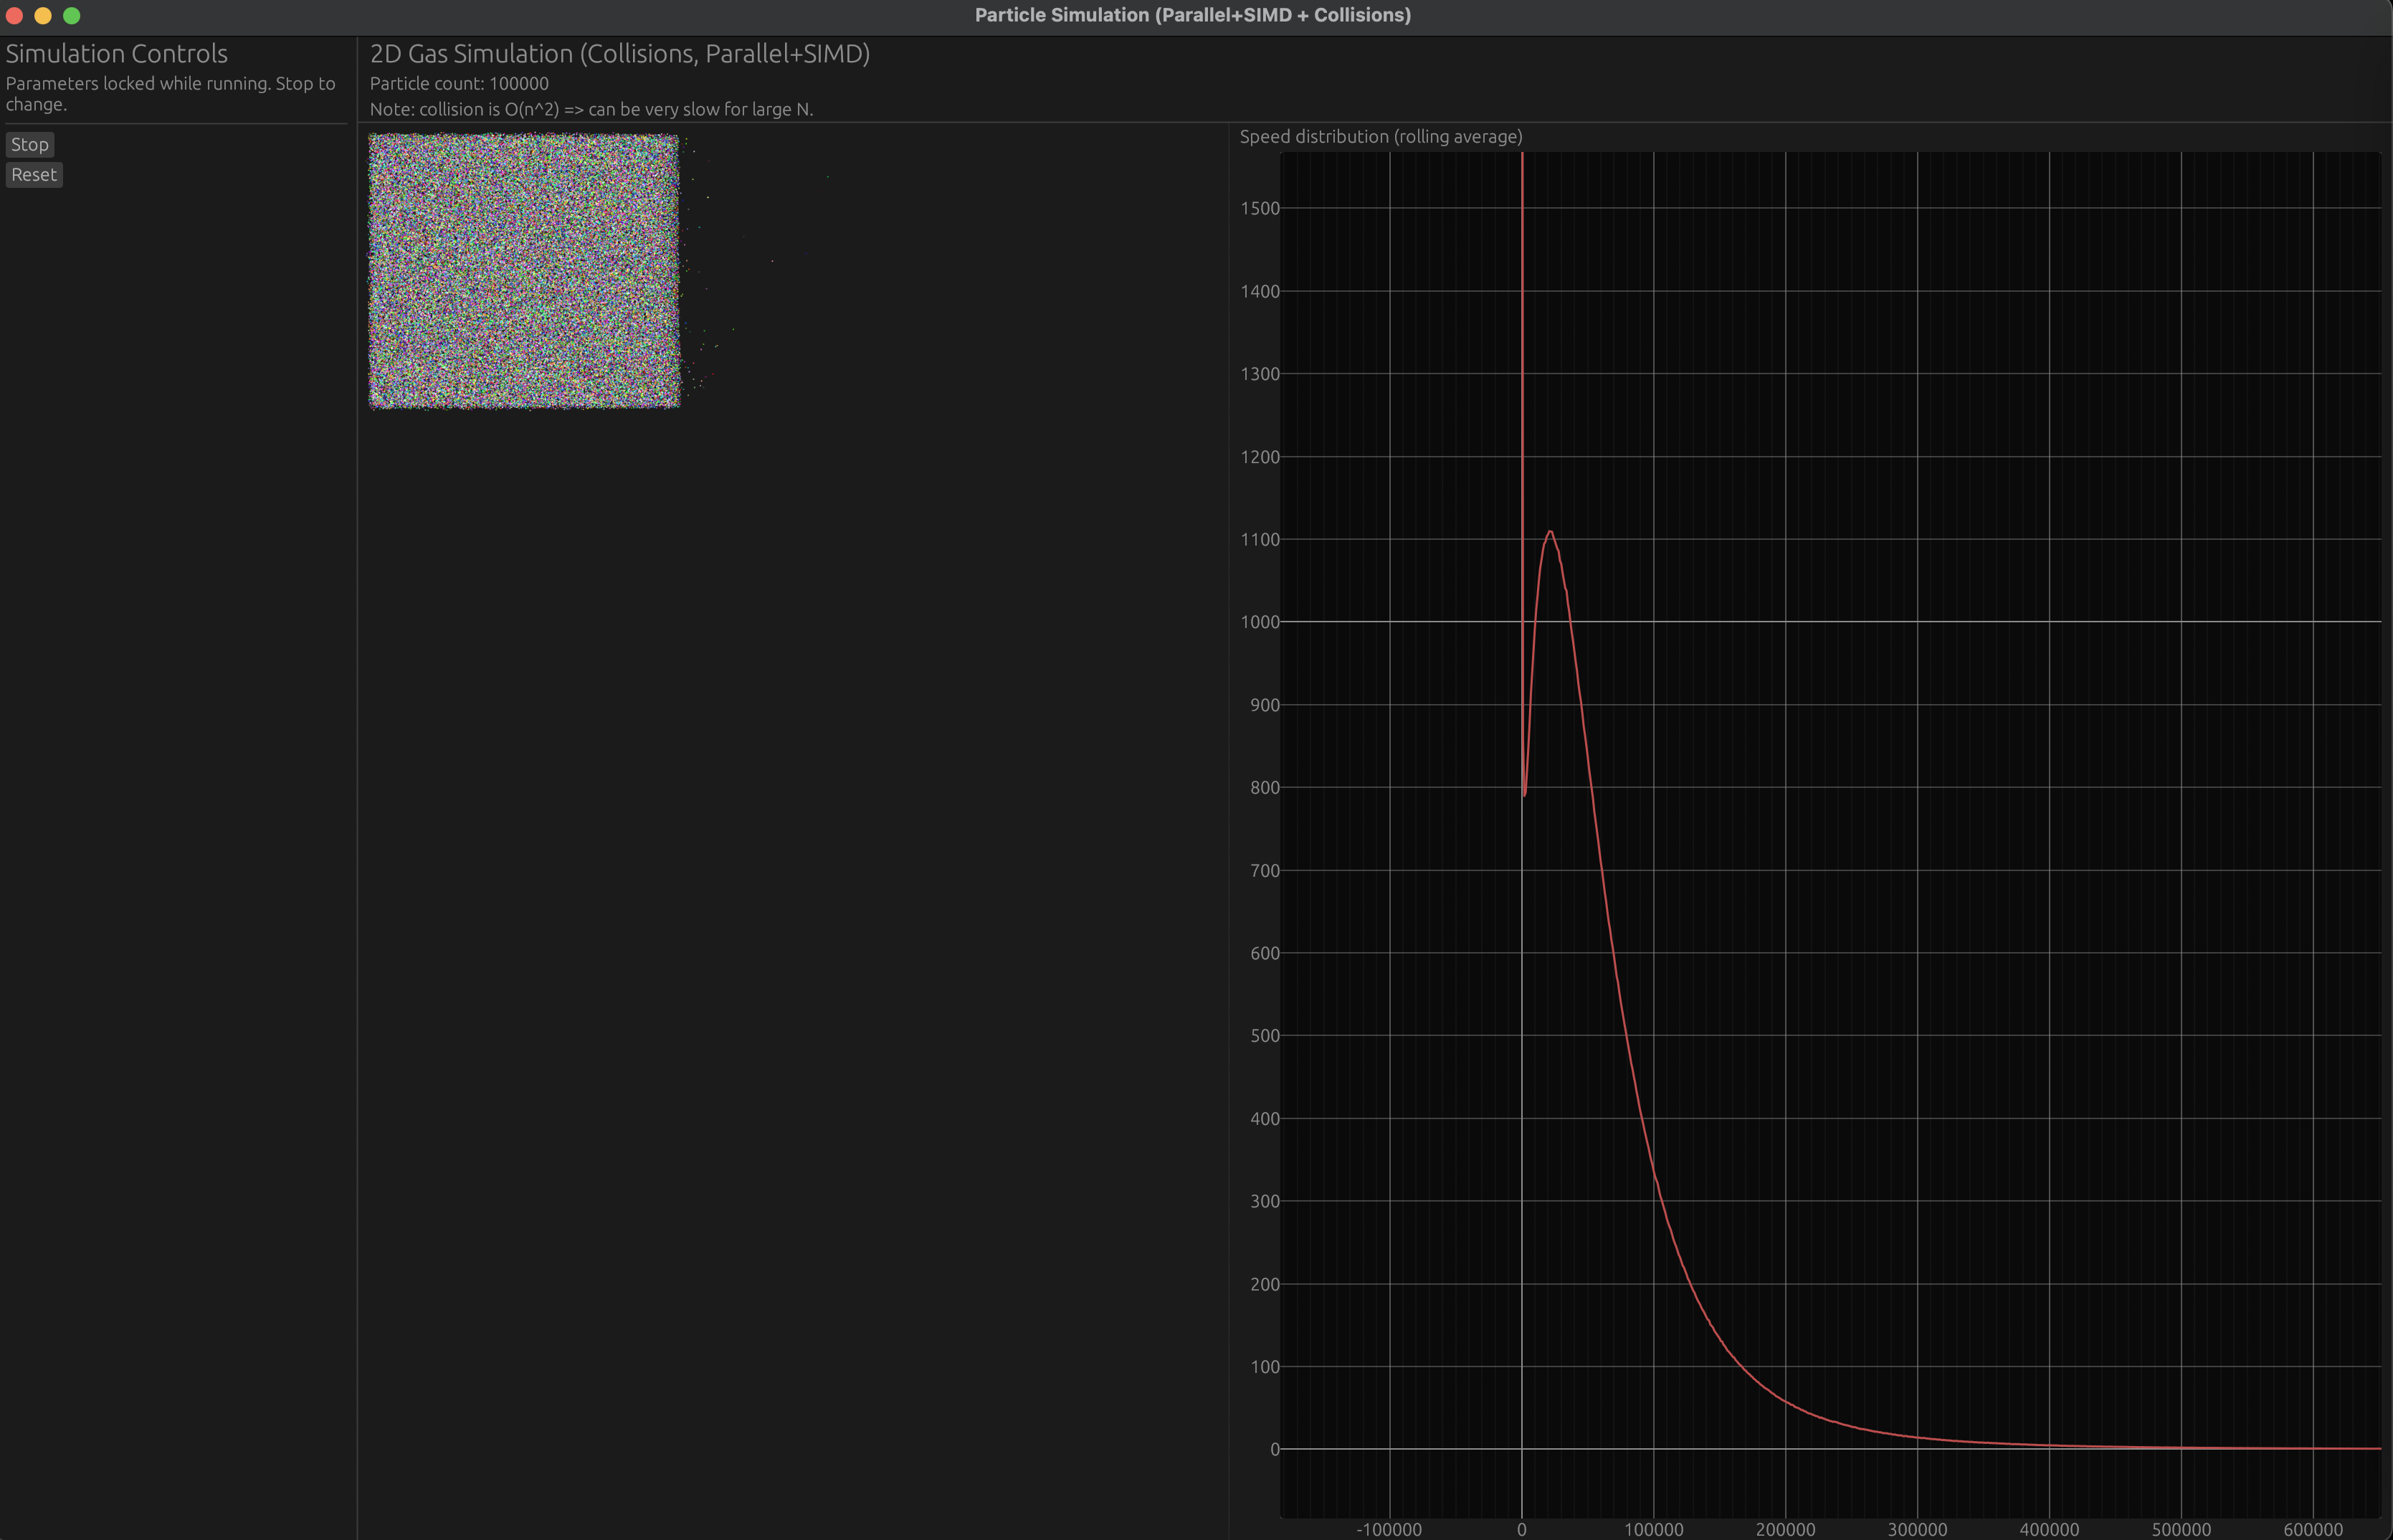 Particle Simulation (Parallel+SIMD + Collisions)
Simulation Controls
Parameters locked while running. Stop to
change.
Stop
Reset
2D Gas Simulation (Collisions, Parallel+SIMD)
Particle count: 100000
Note: collision is O(n^2) => can be very slow for large N.
Speed distribution (rolling average)
1500
1400
1300
1200
1100
1000
900
800
700
600
500
400
300
200
100
0
-100000 0 100000 200000 300000 400000 500000 600000